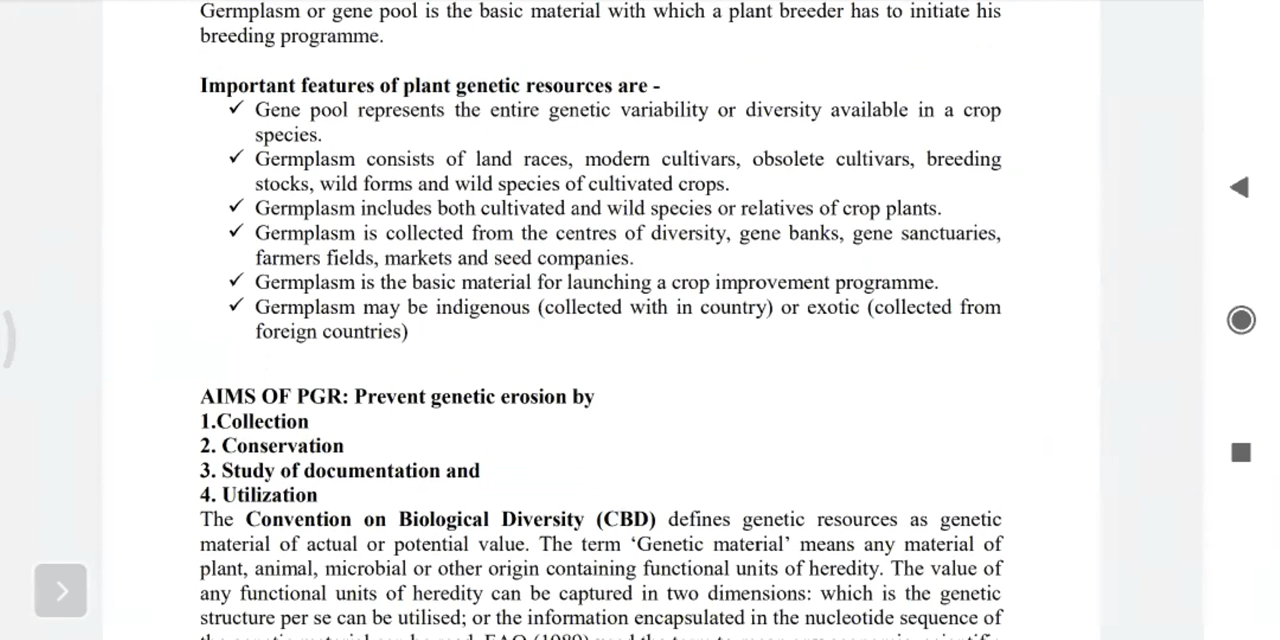 Germplasm or gene pool is the basic material with which a plant breeder has to initiate his
breeding programme.
Important features of plant genetic resources are -
✓ Gene pool represents the entire genetic variability or diversity available in a crop
species.
✓ Germplasm consists of land races, modern cultivars, obsolete cultivars, breeding
stocks, wild forms and wild species of cultivated crops.
✓ Germplasm includes both cultivated and wild species or relatives of crop plants.
✓ Germplasm is collected from the centres of diversity, gene banks, gene sanctuaries,
farmers fields, markets and seed companies.
✓ Germplasm is the basic material for launching a crop improvement programme.
✓ Germplasm may be indigenous (collected with in country) or exotic (collected from
foreign countries)
AIMS OF PGR: Prevent genetic erosion by
1.Collection
2. Conservation
3. Study of documentation and
4. Utilization
The Convention on Biological Diversity (CBD) defines genetic resources as genetic
material of actual or potential value. The term ‘Genetic material’ means any material of
plant, animal, microbial or other origin containing functional units of heredity. The value of
any functional units of heredity can be captured in two dimensions: which is the genetic
structure per se can be utilised; or the information encapsulated in the nucleotide sequence of